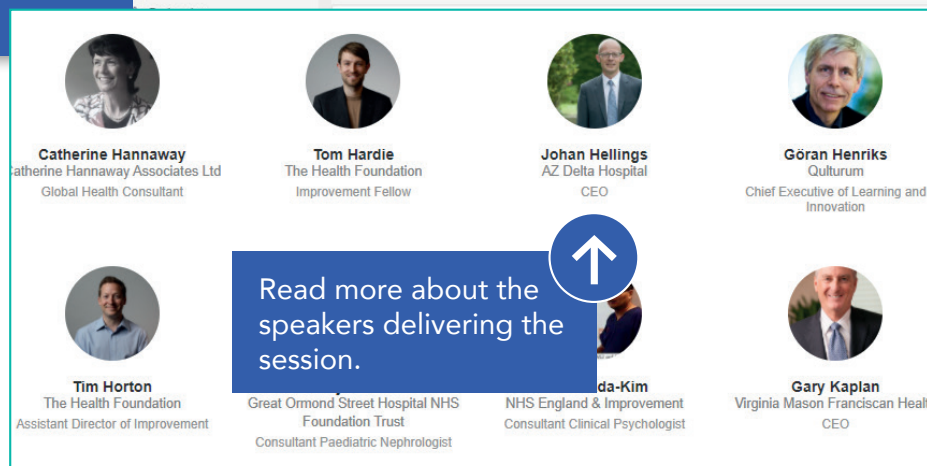 Catherine Hannaway
Catherine Hannaway Associates Ltd
Global Health Consultant
Tom Hardie
The Health Foundation
Improvement Fellow
Johan Hellings
AZ Delta Hospital
CEO
Göran Henriks
Qulturum
Chief Executive of Learning and
Innovation
Read more about the
speakers delivering the
session.
Tim Horton
The Health Foundation
Assistant Director of Improvement
Great Ormond Street Hospital NHS
Foundation Trust
Consultant Paediatric Nephrologist
da-Kim
NHS England & Improvement
Consultant Clinical Psychologist
Gary Kaplan
Virginia Mason Franciscan Healt
CEO